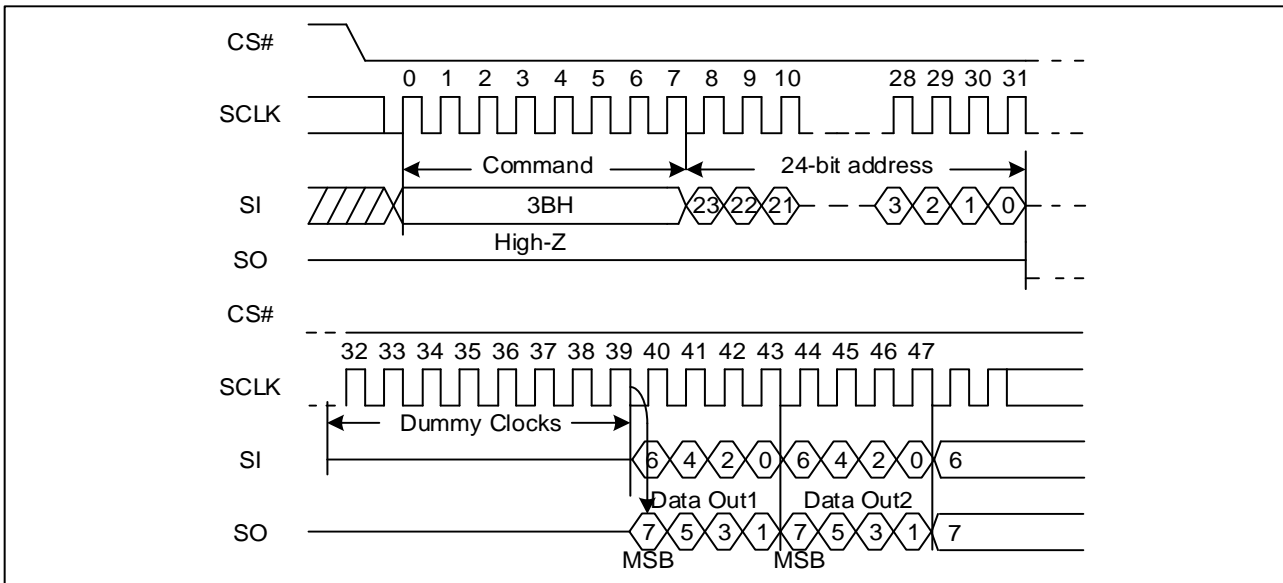 CS#
0 1 2 3 4 5 6 7 8 9 10 28 29 30 31
SCLK
Command 24-bit address
SI 3BH 23 22 21 3 2 1 0
High-Z
SO
CS#
32 33 34 35 36 37 38 39 40 41 42 43 44 45 46 47
SCLK
Dummy Clocks
SI 6 4 2 0 6 4 2 0 6
Data Out1 Data Out2
SO 7 5 3 1 7 5 3 1 7
MSB MSB